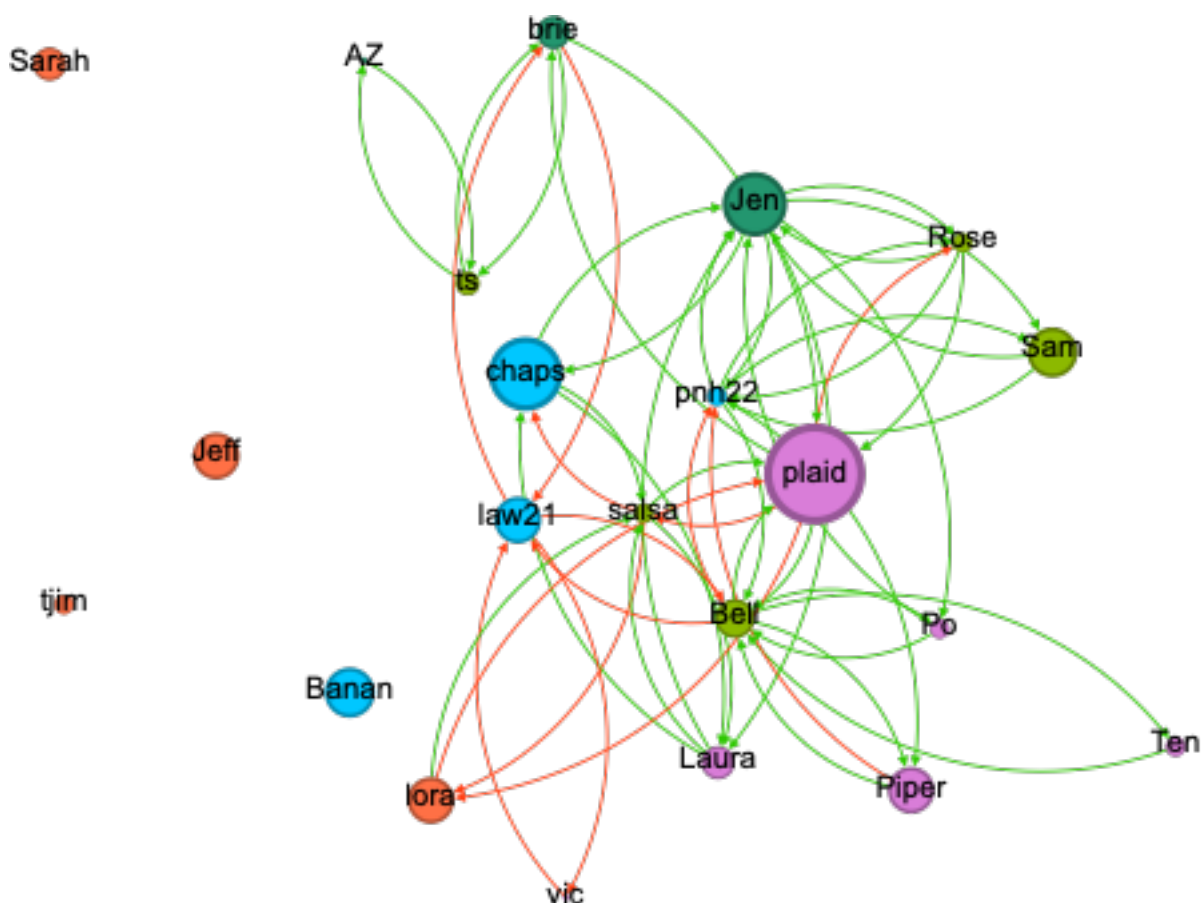 brie
AZ
Sarah
Jen
Rose
ts
Sam
chaps
pnh22
Jeff
plaid
salsa
law21
tjim
Bell
Po
Banan
Ten
Laura
Piper
lora
vic